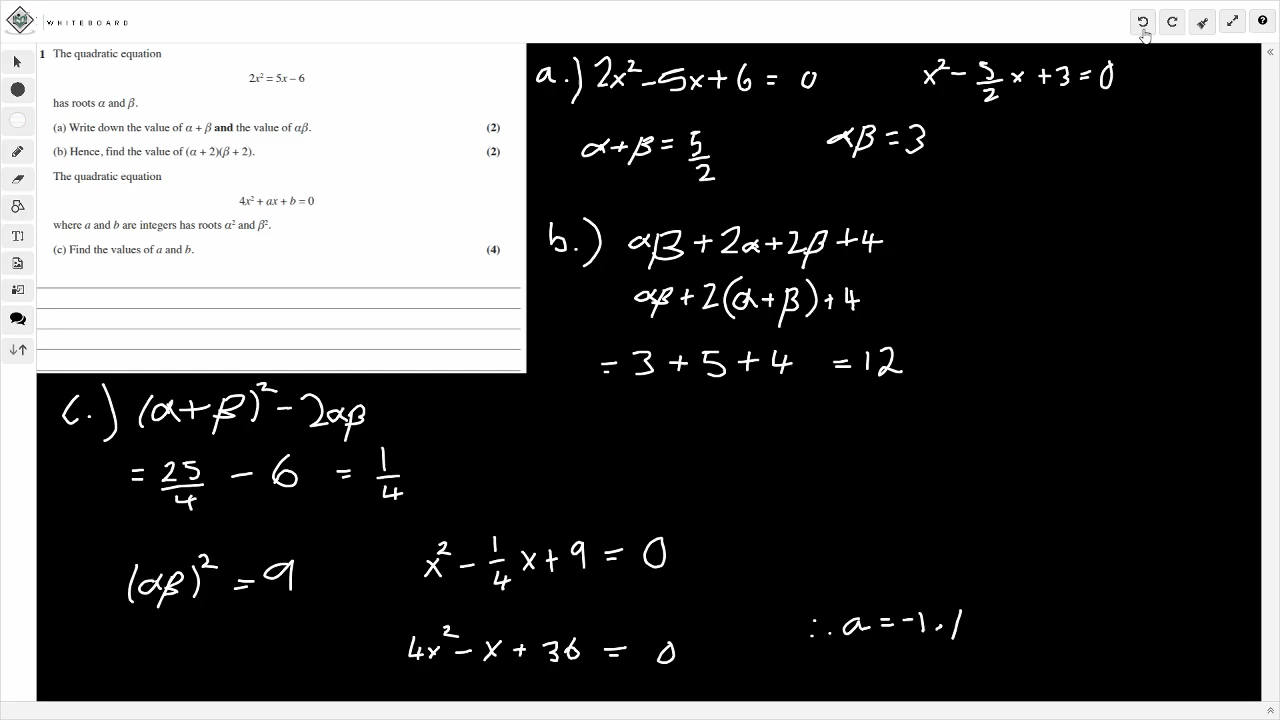 WHITEBOARD
1 The quadratic equation
2x² = 5x – 6
has roots α and β.
(a) Write down the value of α + β and the value of αβ. (2)
(b) Hence, find the value of (α + 2)(β + 2). (2)
The quadratic equation
4x² + ax + b = 0
where a and b are integers has roots α² and β².
(c) Find the values of a and b. (4)
a.) 2x² - 5x + 6 = 0 x² - 5/2 x + 3 = 0
α + β = 5/2 αβ = 3
b.) αβ + 2α + 2β + 4
αβ + 2(α + β) + 4
= 3 + 5 + 4 = 12
c.) (α + β)² - 2αβ
= 25/4 - 6 = 1/4
(αβ)² = 9
x² - 1/4 x + 9 = 0
4x² - x + 36 = 0
∴ a = -1,